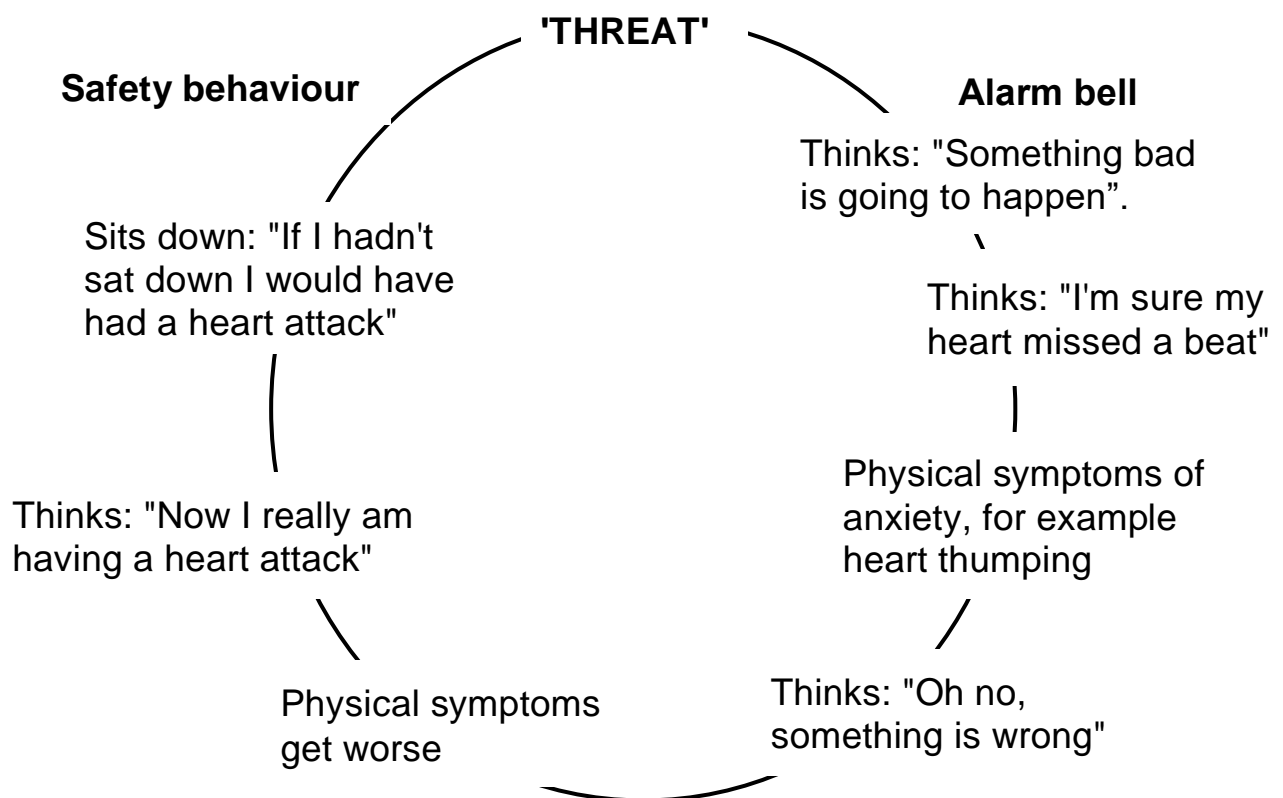 'THREAT'
Alarm bell
Thinks: "Something bad
is going to happen”.
Thinks: "I'm sure my
heart missed a beat"
Physical symptoms of
anxiety, for example
heart thumping
Thinks: "Oh no,
something is wrong"
Physical symptoms
get worse
Thinks: "Now I really am
having a heart attack"
Safety behaviour
Sits down: "If I hadn't
sat down I would have
had a heart attack"